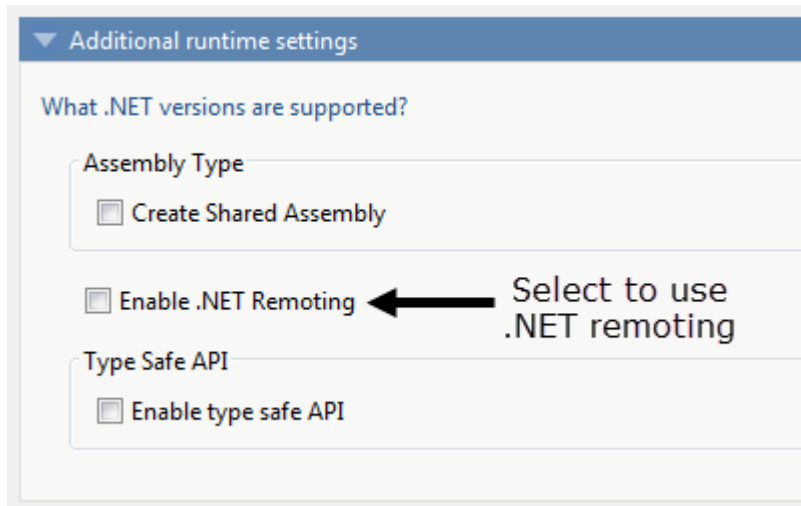 Additional runtime settings
What .NET versions are supported?
Assembly Type
Create Shared Assembly
Enable .NET Remoting
Select to use
.NET remoting
Type Safe API
Enable type safe API